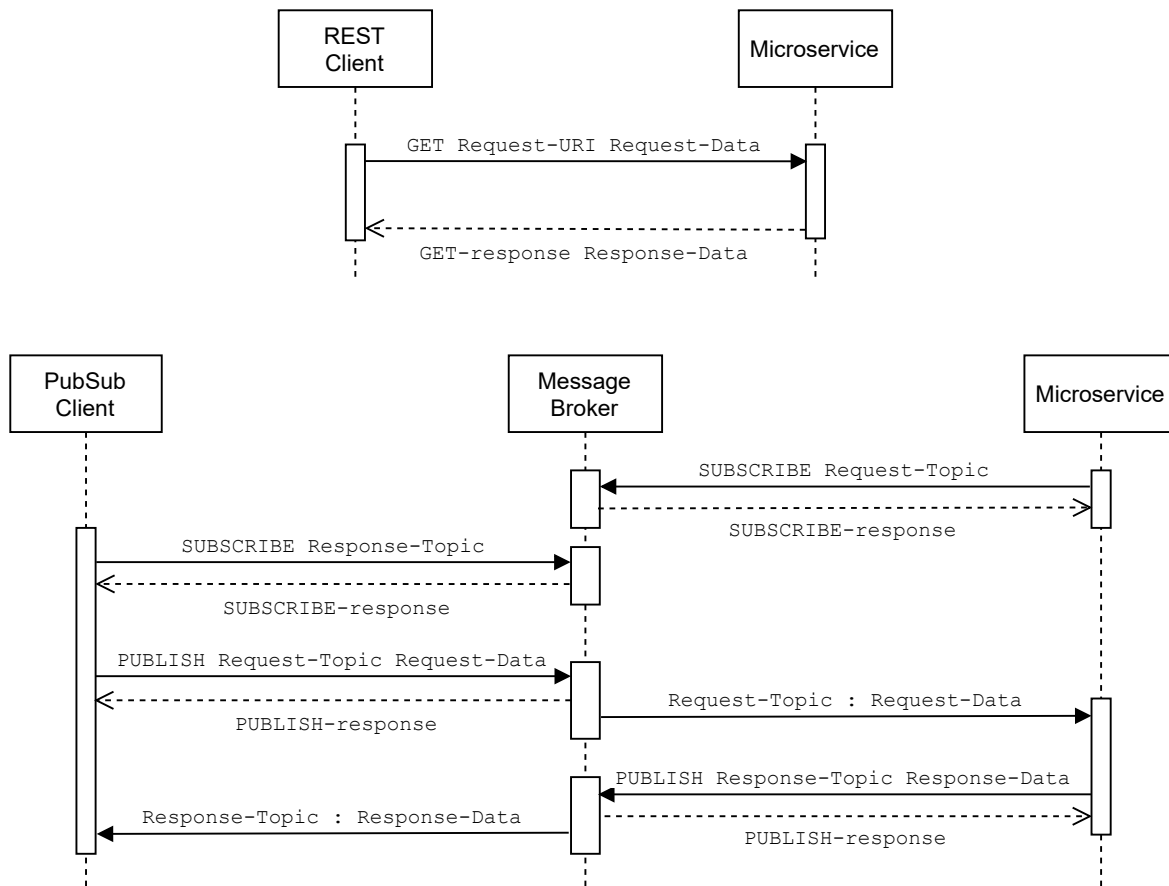 REST
Client
Microservice
GET Request-URI Request-Data
GET-response Response-Data
PubSub
Client
Message
Broker
Microservice
SUBSCRIBE Request-Topic
SUBSCRIBE-response
SUBSCRIBE Response-Topic
SUBSCRIBE-response
PUBLISH Request-Topic Request-Data
PUBLISH-response
Request-Topic : Request-Data
PUBLISH Response-Topic Response-Data
Response-Topic : Response-Data
PUBLISH-response